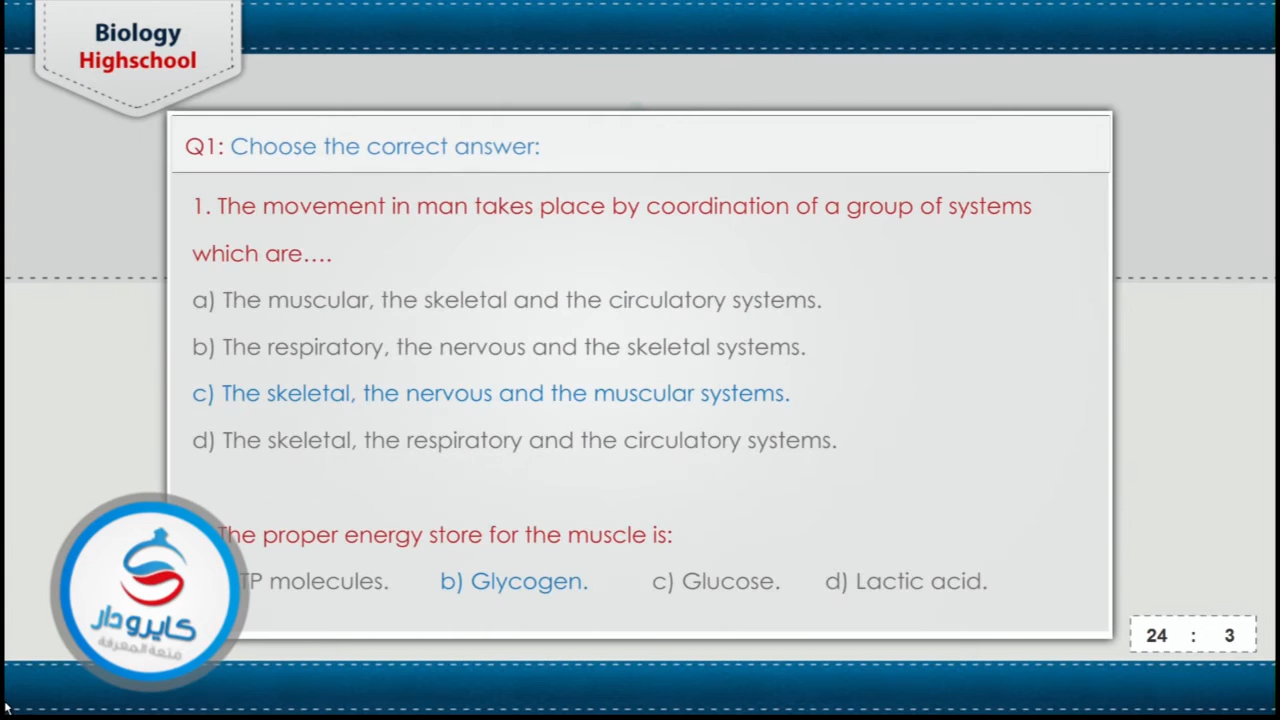 Biology
Highschool
Q1: Choose the correct answer:
1. The movement in man takes place by coordination of a group of systems
which are....
a) The muscular, the skeletal and the circulatory systems.
b) The respiratory, the nervous and the skeletal systems.
c) The skeletal, the nervous and the muscular systems.
d) The skeletal, the respiratory and the circulatory systems.
The proper energy store for the muscle is:
TP molecules. b) Glycogen. c) Glucose. d) Lactic acid.
كايرودار
متعة المعرفة
24 : 3